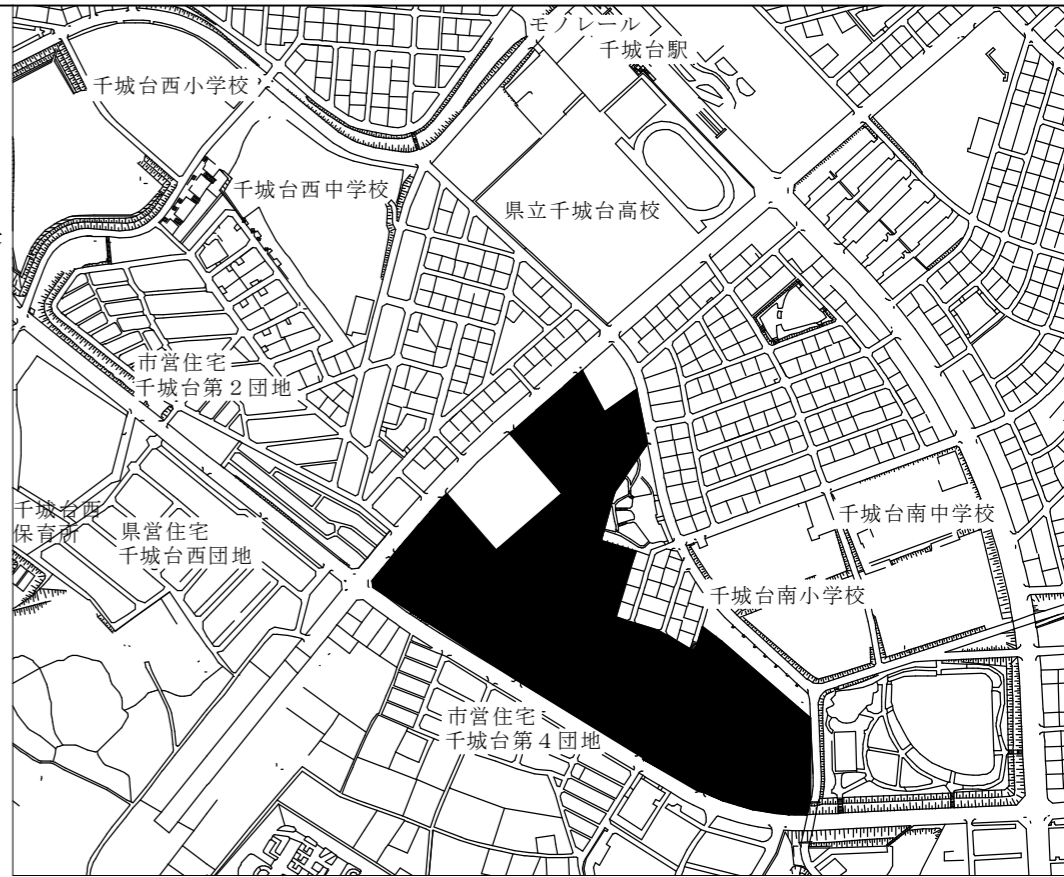 モノレール
千城台駅
千城台西小学校
千城台西中学校
県立千城台高校
市営住宅
千城台第２団地
千城台西
保育所
県営住宅
千城台西団地
千城台南中学校
千城台南小学校
市営住宅
千城台第４団地